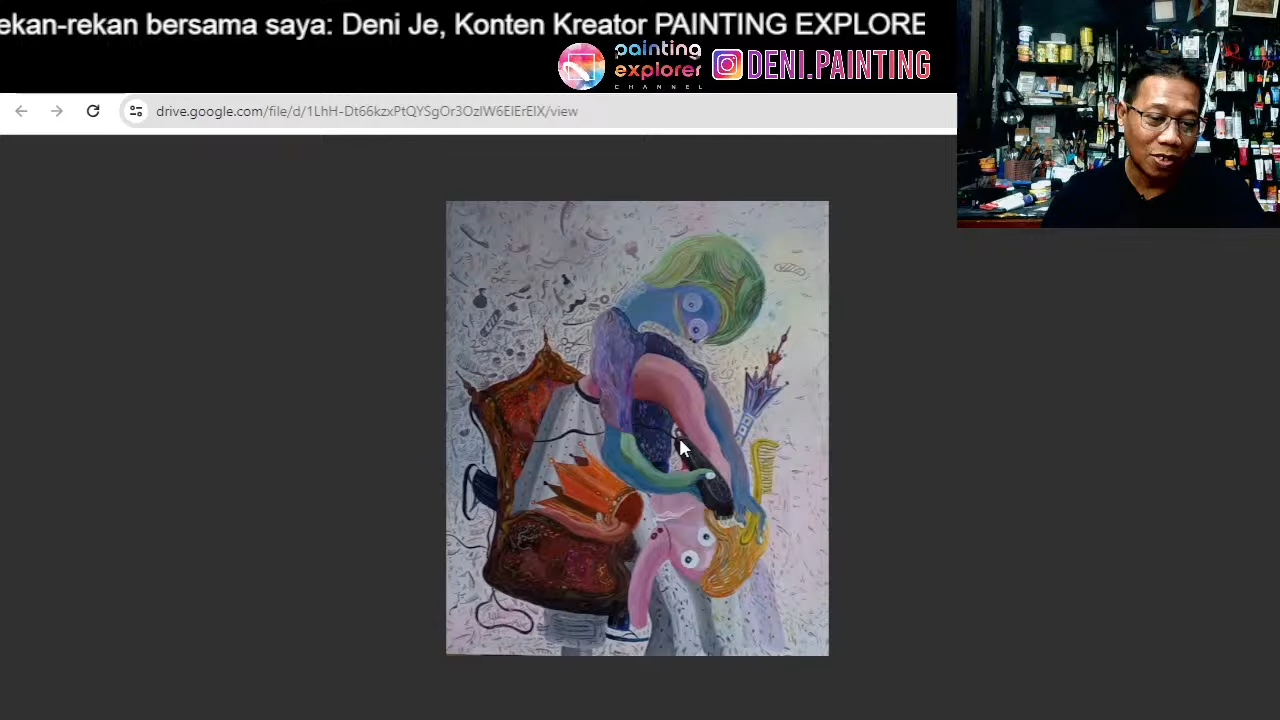 ekan-rekan bersama saya: Deni Je, Konten Kreator PAINTING EXPLORE
painting
explorer
CHANNEL
DENI.PAINTING
drive.google.com/file/d/1LhH-Dt66kzxPtQYSgOr3OzlW6ElErElX/view